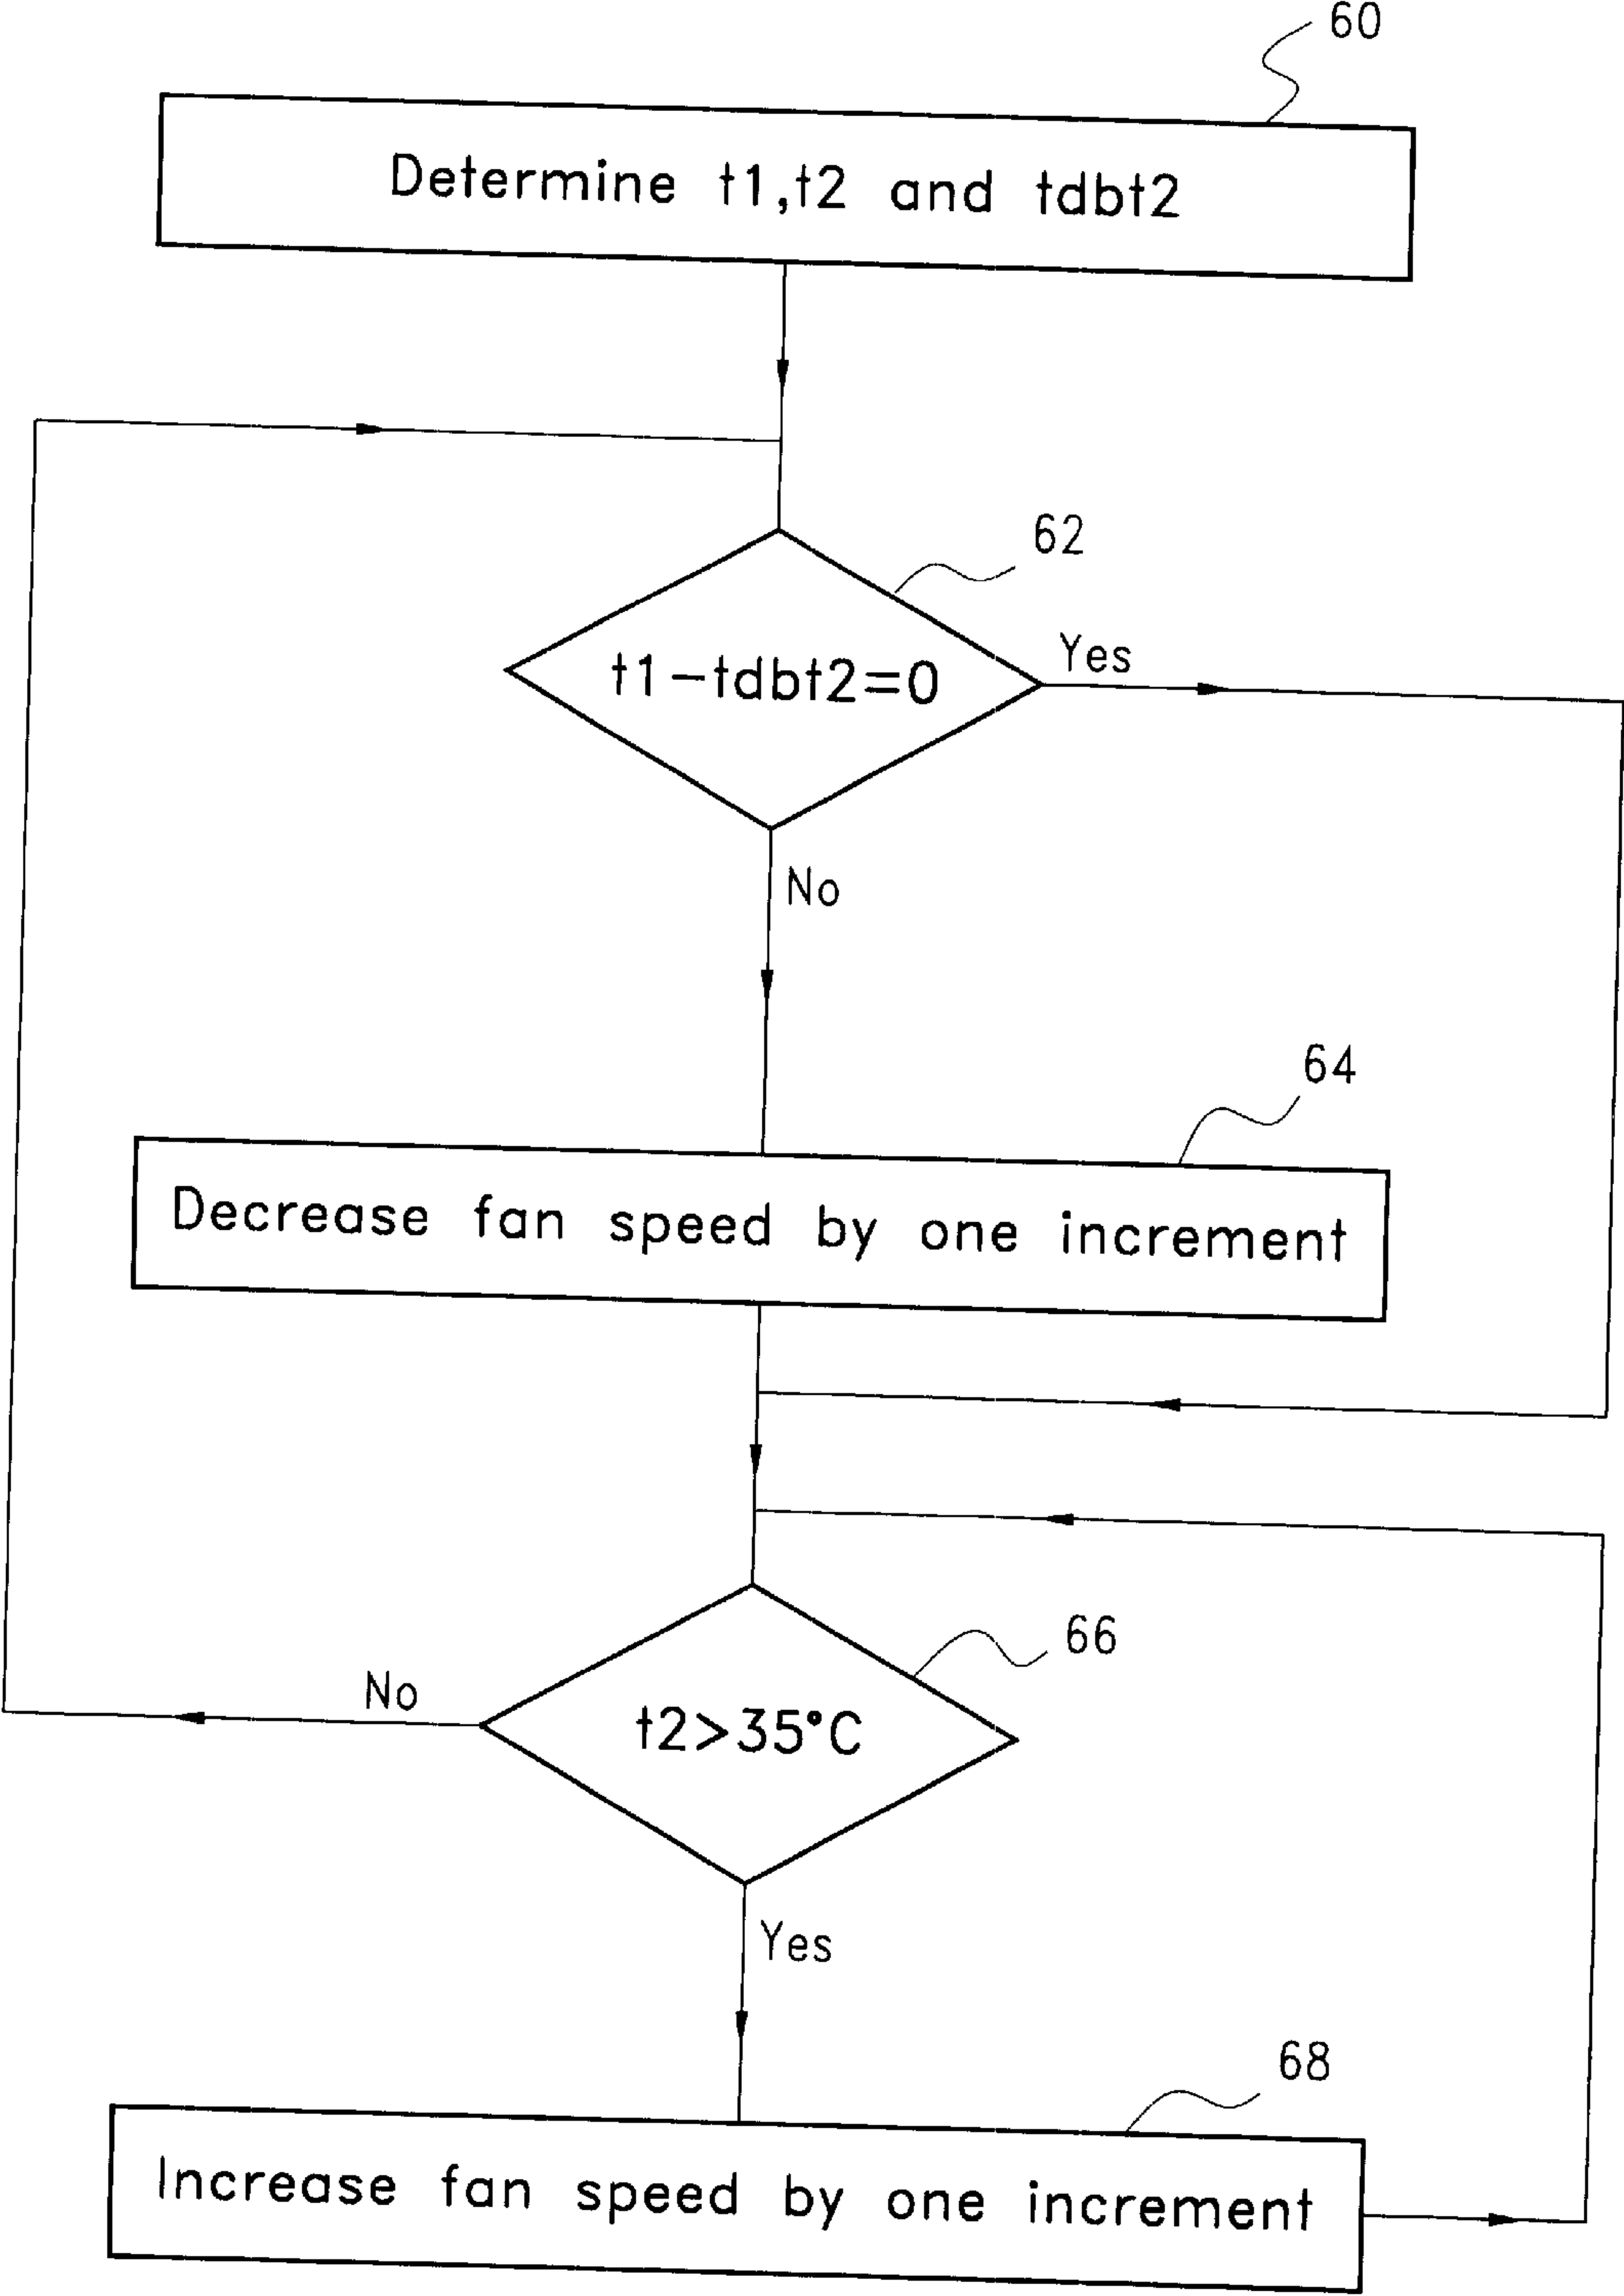 60
Determine t1,t2 and tdbt2
62
t1-tdbt2=0
Yes
No
64
Decrease fan speed by one increment
66
No
t2>35°C
Yes
68
Increase fan speed by one increment